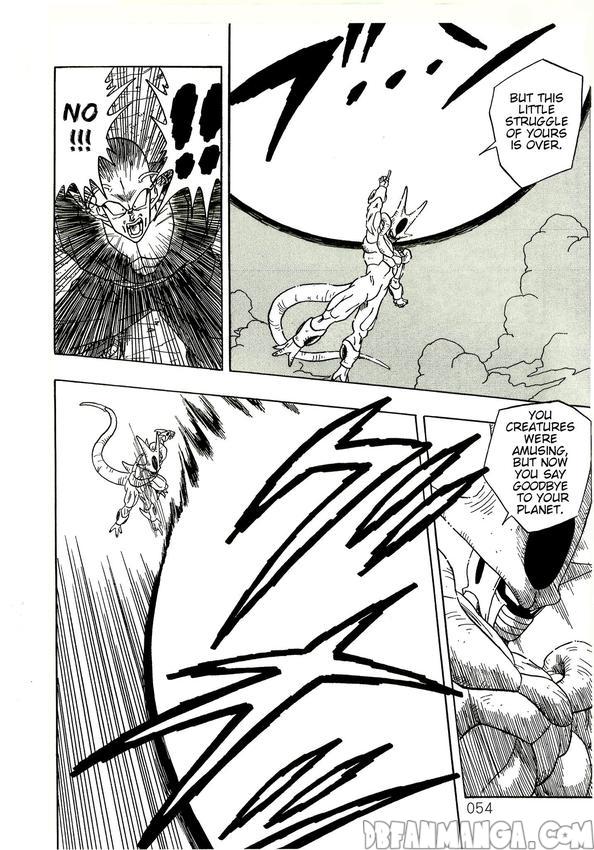 BUT THIS
LITTLE
STRUGGLE
OF YOURS
IS OVER.
!!
NO
!!!
YOU
CREATURES
WERE
AMUSING,
BUT NOW
YOU SAY
GOODBYE
TO YOUR
PLANET.
054
DBFANMANGA.COM